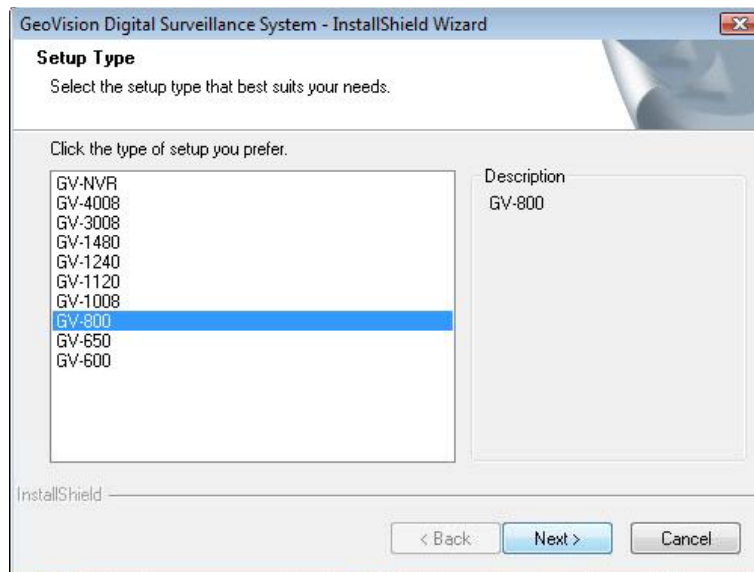 GeoVision Digital Surveillance System - InstallShield Wizard
Setup Type
Select the setup type that best suits your needs.
Click the type of setup you prefer.
GV-NVR
GV-4008
GV-3008
GV-1480
GV-1240
GV-1120
GV-1008
GV-800
GV-650
GV-600
Description
GV-800
InstallShield
< Back
Next >
Cancel